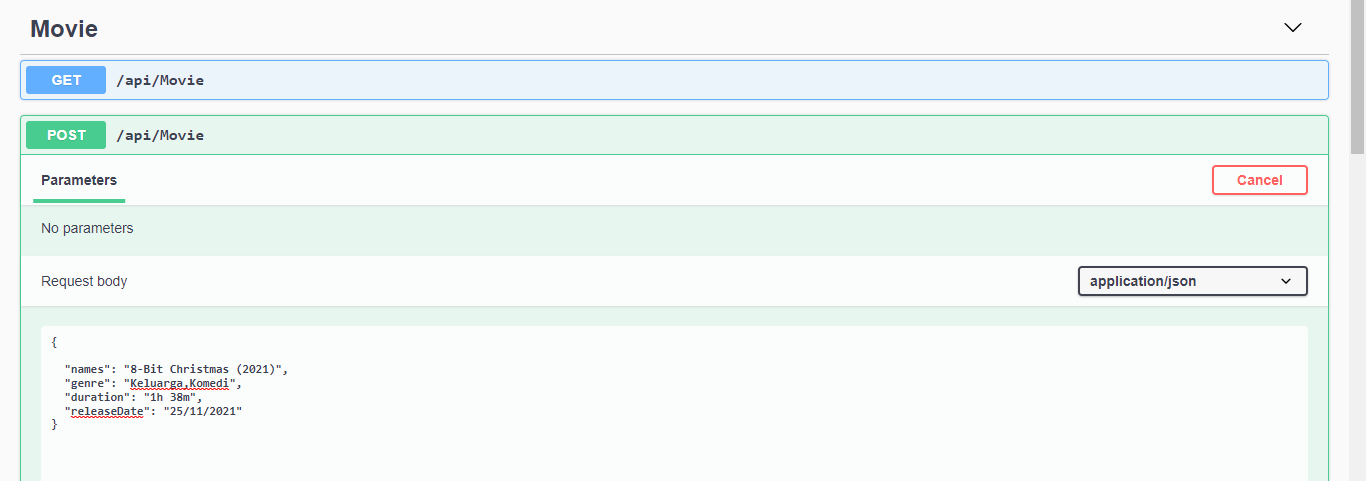 Movie
GET /api/Movie
POST /api/Movie
Parameters
Cancel
No parameters
Request body
application/json
{
"names": "8-Bit Christmas (2021)",
"genre": "Keluarga,Komedi",
"duration": "1h 38m",
"releaseDate": "25/11/2021"
}